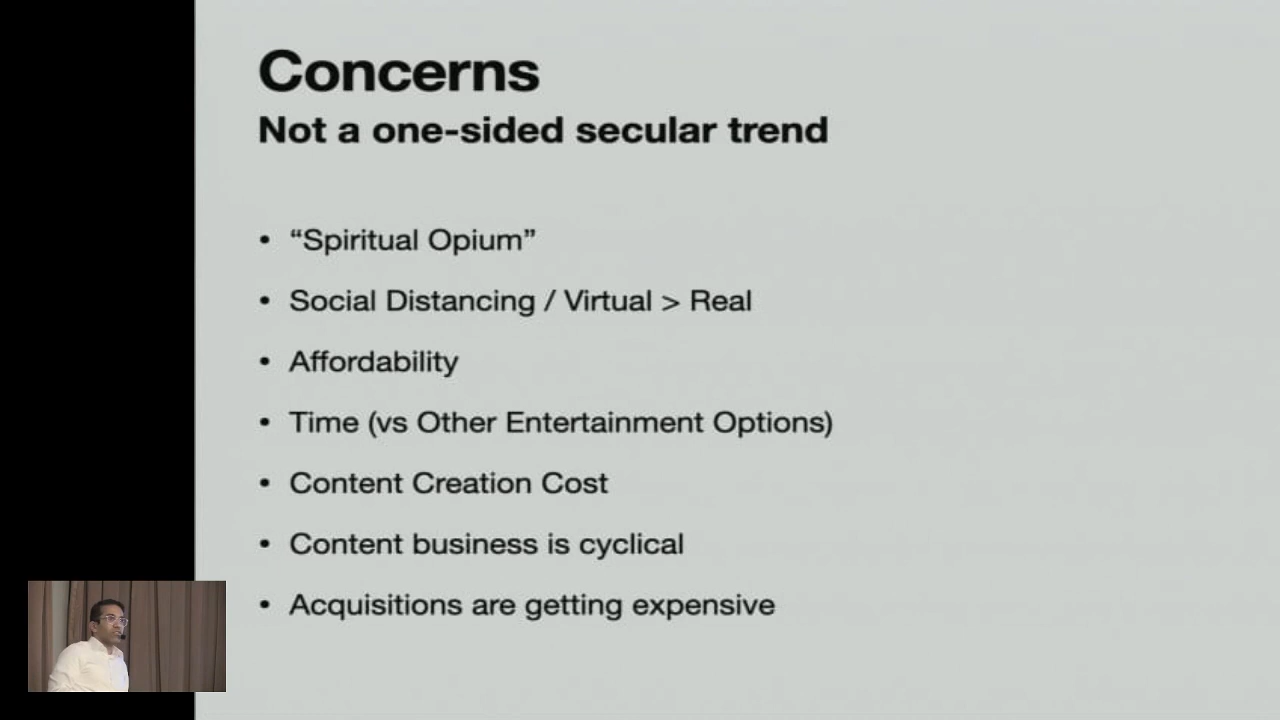 Concerns
Not a one-sided secular trend
• “Spiritual Opium”
• Social Distancing / Virtual > Real
• Affordability
• Time (vs Other Entertainment Options)
• Content Creation Cost
• Content business is cyclical
• Acquisitions are getting expensive